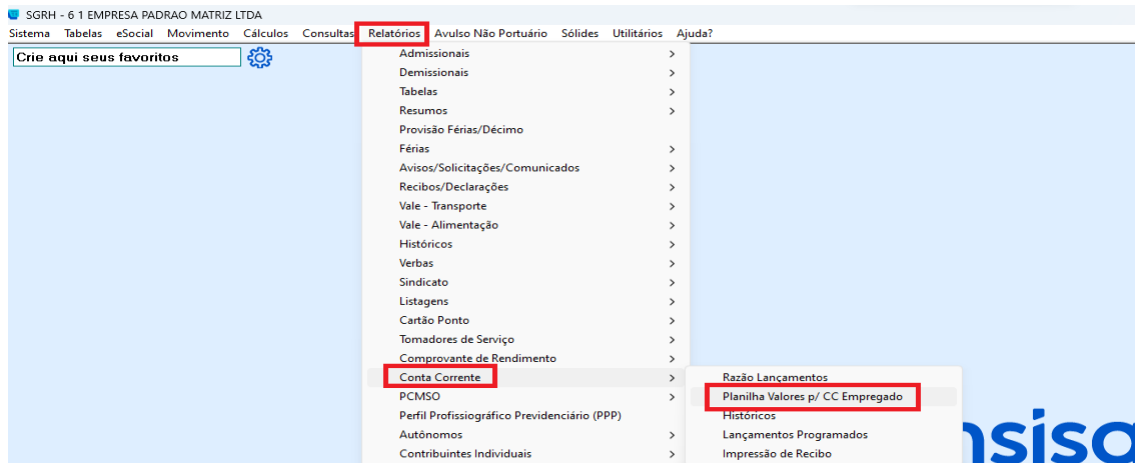 SGRH - 6 1 EMPRESA PADRAO MATRIZ LTDA
Sistema Tabelas eSocial Movimento Cálculos Consultas Relatórios Avulso Não Portuário Sólides Utilitários Ajuda?
Crie aqui seus favoritos
Admissionais
Demissionais
Tabelas
Resumos
Provisão Férias/Décimo
Férias
Avisos/Solicitações/Comunicados
Recibos/Declarações
Vale - Transporte
Vale - Alimentação
Históricos
Verbas
Sindicato
Listagens
Cartão Ponto
Tomadores de Serviço
Comprovante de Rendimento
Conta Corrente
PCMSO
Perfil Profissiográfico Previdenciário (PPP)
Autônomos
Contribuintes Individuais
Razão Lançamentos
Planilha Valores p/ CC Empregado
Históricos
Lançamentos Programados
Impressão de Recibo